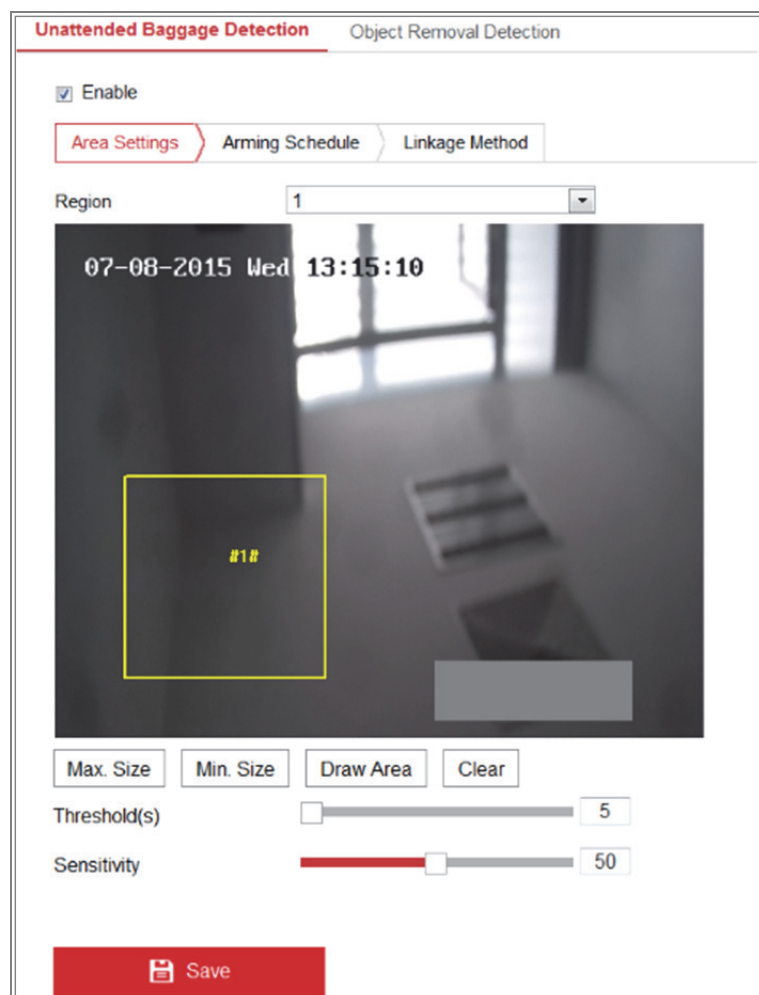 Unattended Baggage Detection Object Removal Detection
Enable
Area Settings Arming Schedule Linkage Method
Region 1
07-08-2015 Wed 13:15:10
#1#
Max. Size Min. Size Draw Area Clear
Threshold(s) 5
Sensitivity 50
Save